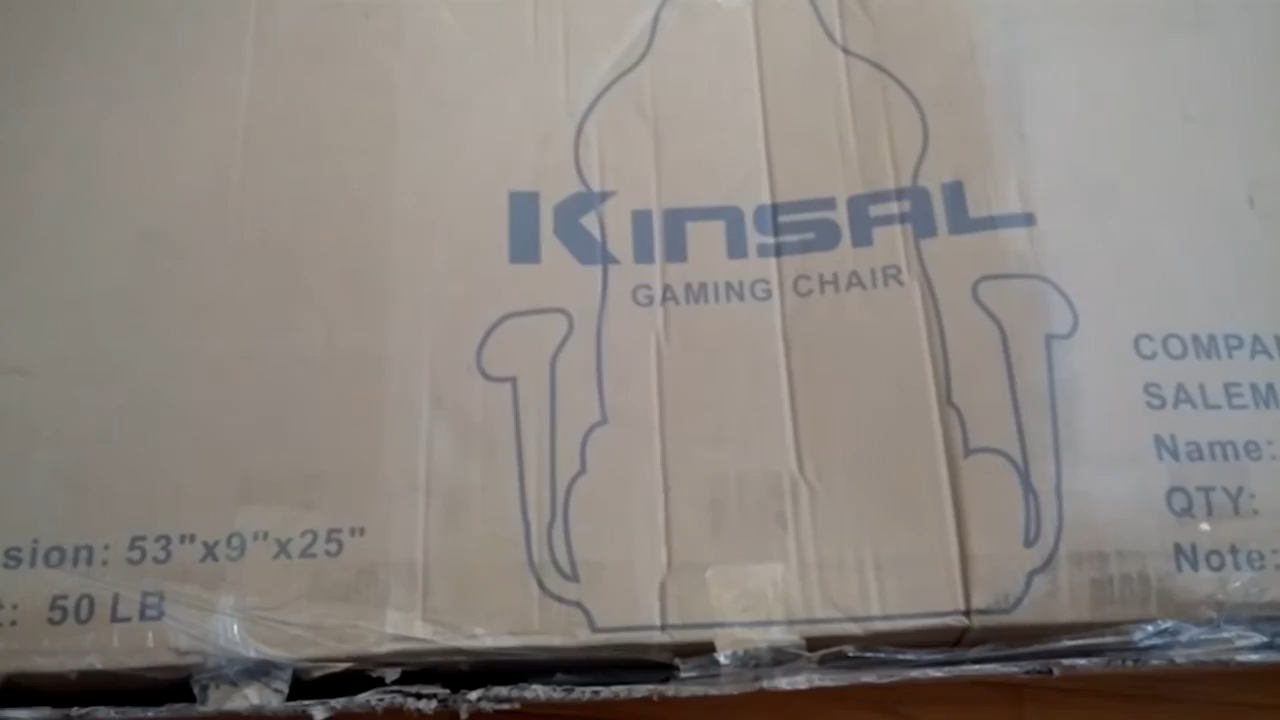 KINSAL
GAMING CHAIR
sion: 53"x9"x25"
: 50 LB
COMPA
SALEM
Name:
QTY:
Note: